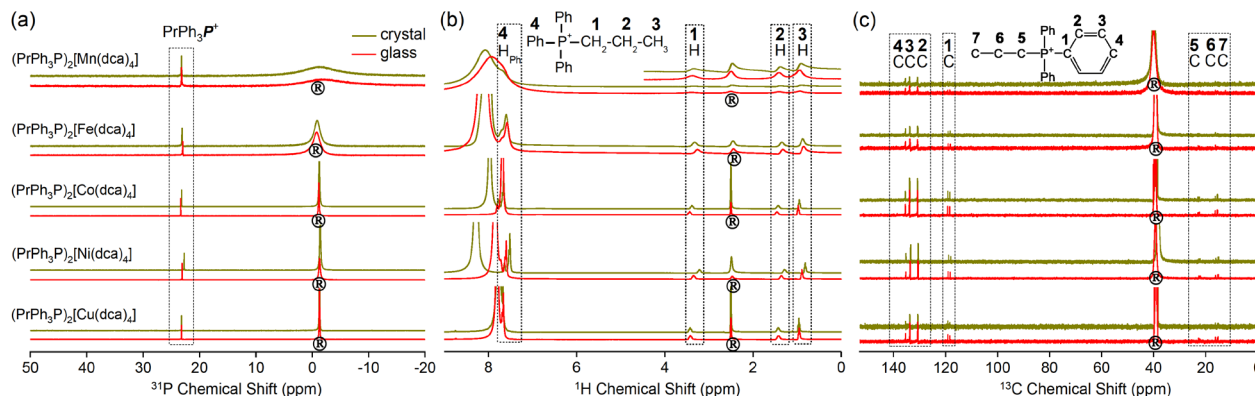 (a)
PrPh₃P⁺
crystal
glass
(PrPh₃P)₂[Mn(dca)₄]
(PrPh₃P)₂[Fe(dca)₄]
(PrPh₃P)₂[Co(dca)₄]
(PrPh₃P)₂[Ni(dca)₄]
(PrPh₃P)₂[Cu(dca)₄]
® ® ® ® ®
50 40 30 20 10 0 -10 -20
³¹P Chemical Shift (ppm)
(b)
4 Ph 1 2 3
Ph-P⁺-CH₂-CH₂-CH₃
Ph
4 1 2 3
H_Ph H H H
® ® ® ® ®
8 6 4 2 0
¹H Chemical Shift (ppm)
(c)
4 3 2 1
C C C C
2 3
7 6 5 Ph 1 4
C C C P⁺
Ph
5 6 7
C C C
® ® ® ® ®
140 120 100 80 60 40 20 0
¹³C Chemical Shift (ppm)